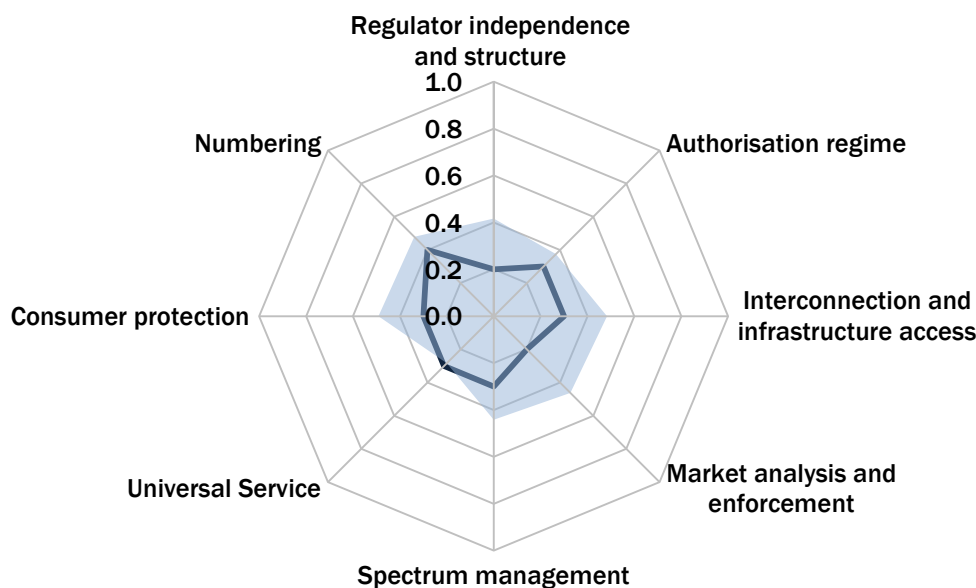 Regulator independence
and structure
1.0
Numbering
0.8
Authorisation regime
0.6
0.4
0.2
Consumer protection
0.0
Interconnection and
infrastructure access
Market analysis and
enforcement
Universal Service
Spectrum management